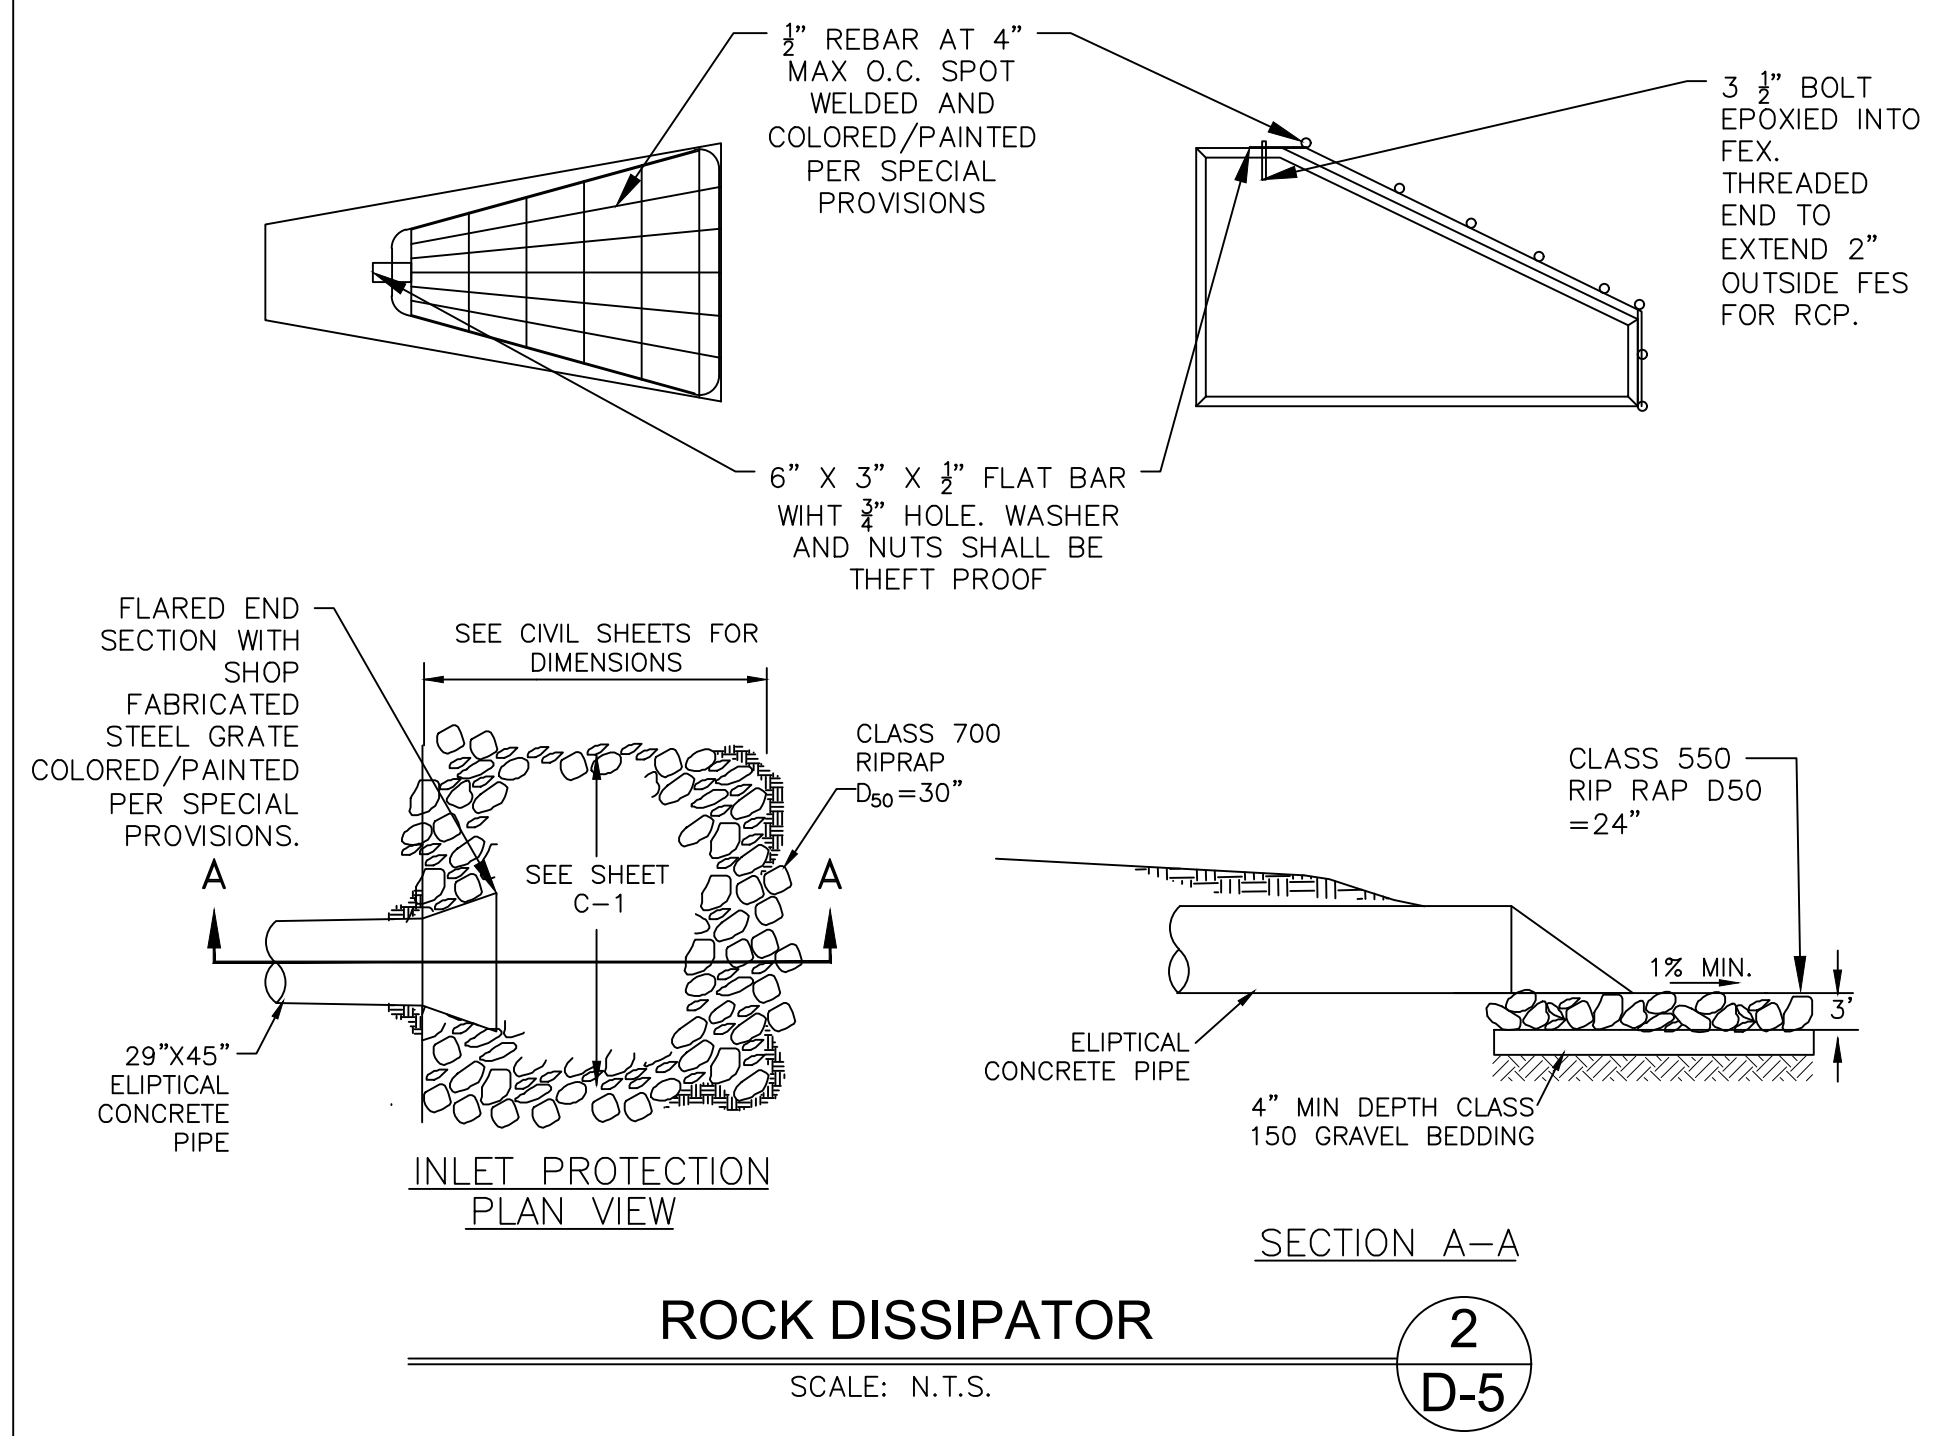 ½” REBAR AT 4”
MAX O.C. SPOT
WELDED AND
COLORED/PAINTED
PER SPECIAL
PROVISIONS
3 ½” BOLT
EPOXIED INTO
FEX.
THREADED
END TO
EXTEND 2”
OUTSIDE FES
FOR RCP.
6” X 3” X ½” FLAT BAR
WIHT ¾” HOLE. WASHER
AND NUTS SHALL BE
THEFT PROOF
FLARED END
SECTION WITH
SHOP
FABRICATED
STEEL GRATE
COLORED/PAINTED
PER SPECIAL
PROVISIONS.
SEE CIVIL SHEETS FOR
DIMENSIONS
CLASS 700
RIPRAP
D₅₀=30”
SEE SHEET
C-1
A
A
29”X45”
ELIPTICAL
CONCRETE
PIPE
INLET PROTECTION
PLAN VIEW
CLASS 550
RIP RAP D50
=24”
1% MIN.
3’
ELIPTICAL
CONCRETE PIPE
4” MIN DEPTH CLASS
150 GRAVEL BEDDING
SECTION A-A
ROCK DISSIPATOR
SCALE: N.T.S.
2
D-5